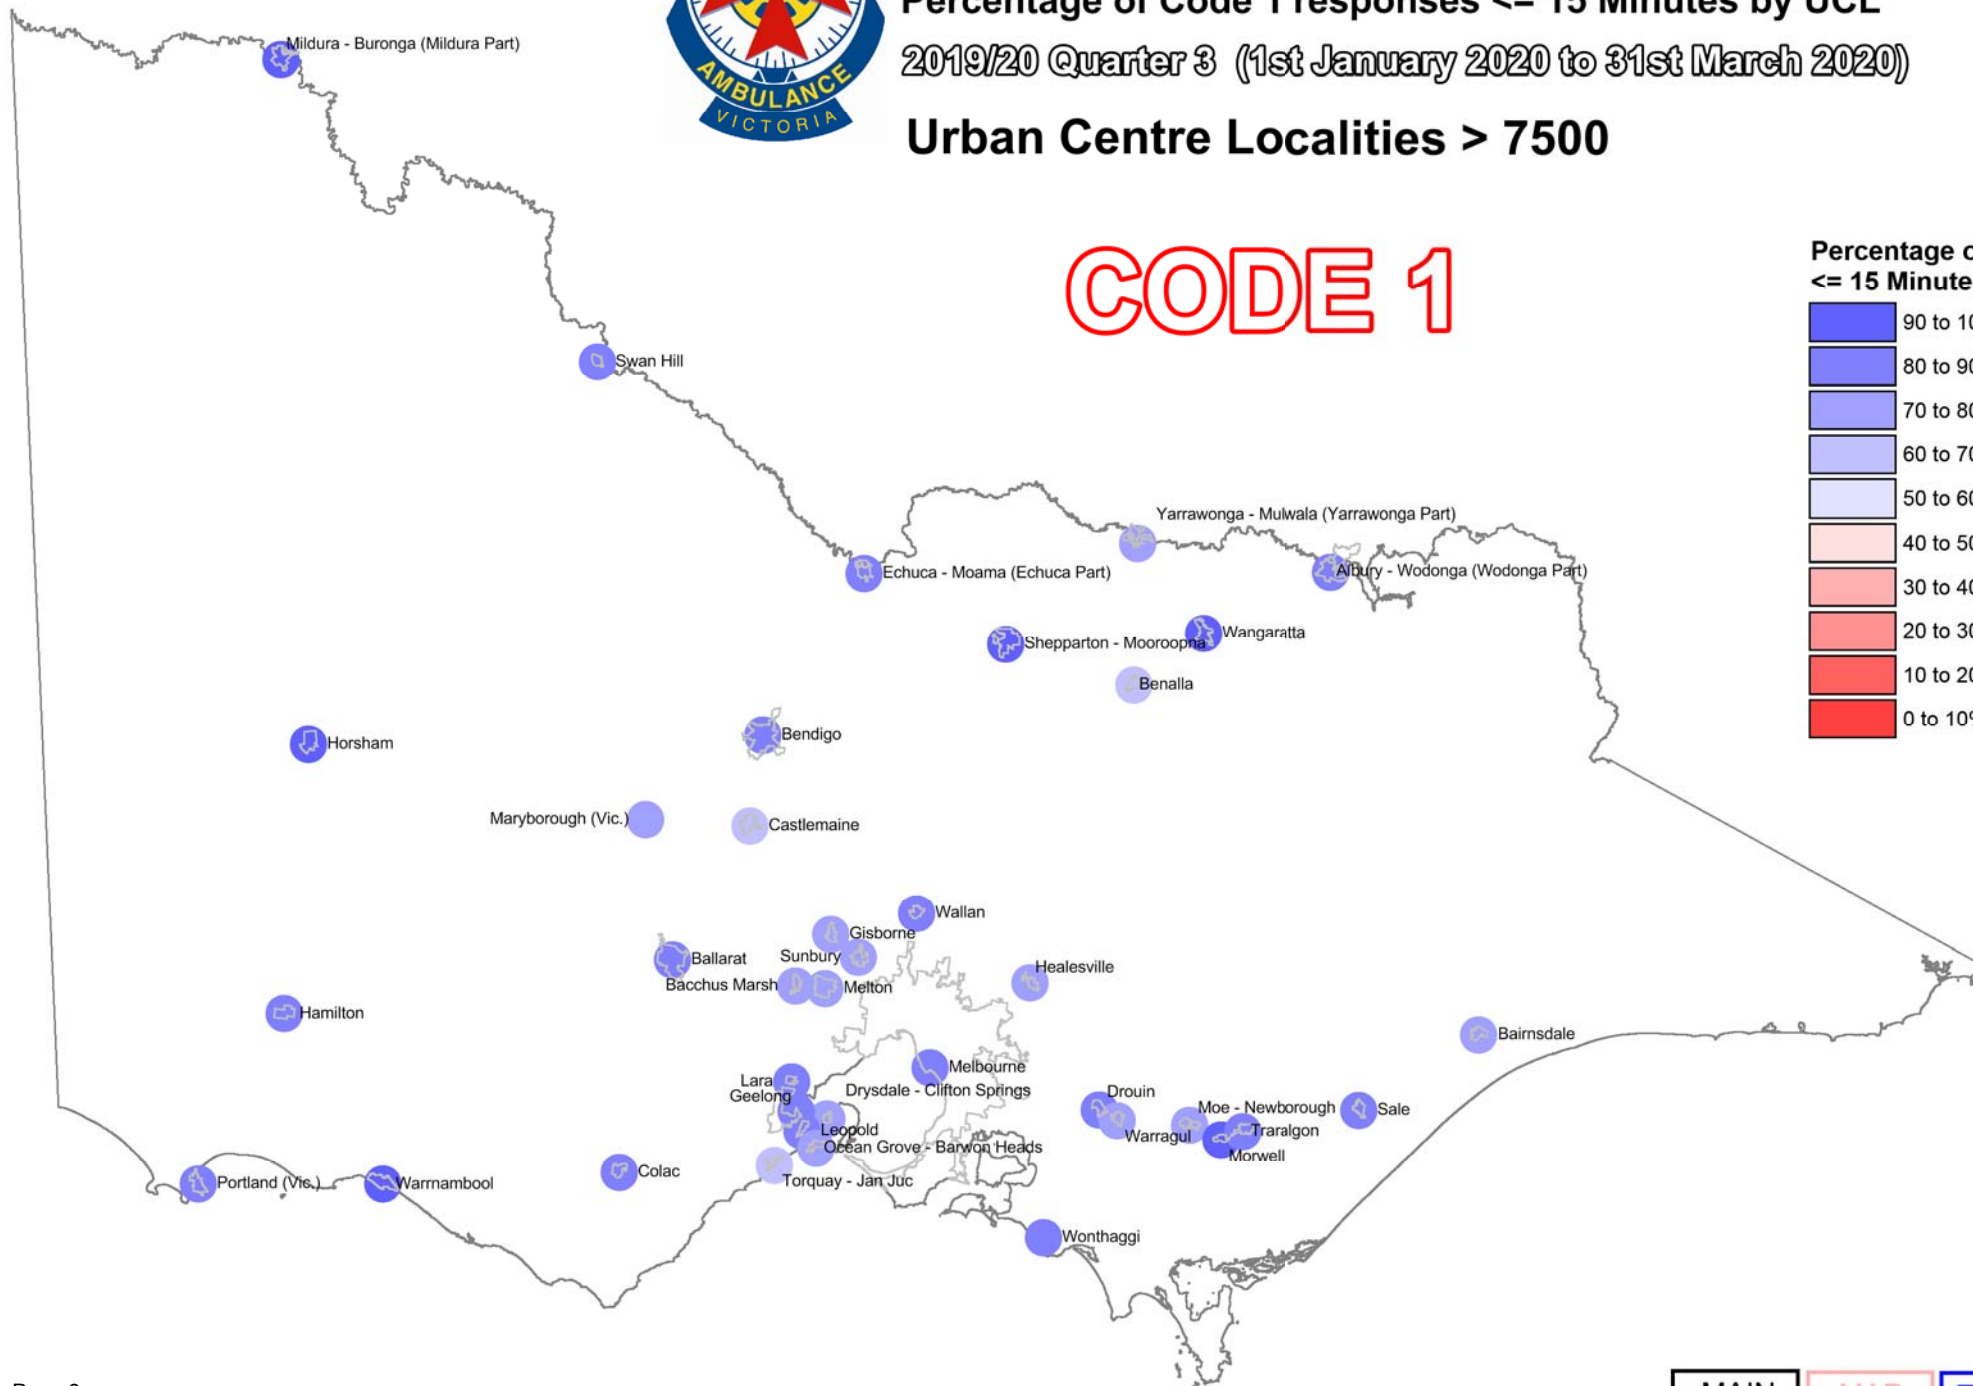 Percentage of Code 1 responses <= 15 Minutes by UCL
2019/20 Quarter 3 (1st January 2020 to 31st March 2020)
Urban Centre Localities > 7500
AMBULANCE
VICTORIA
CODE 1
Percentage o
<= 15 Minute
90 to 10
80 to 90
70 to 80
60 to 70
50 to 60
40 to 50
30 to 40
20 to 30
10 to 20
0 to 10%
Mildura - Buronga (Mildura Part)
Swan Hill
Yarrawonga - Mulwala (Yarrawonga Part)
Echuca - Moama (Echuca Part)
Albury - Wodonga (Wodonga Part)
Shepparton - Mooroopna
Wangaratta
Benalla
Horsham
Bendigo
Maryborough (Vic.)
Castlemaine
Wallan
Gisborne
Sunbury
Ballarat
Bacchus Marsh
Melton
Healesville
Hamilton
Bairnsdale
Melbourne
Lara
Drysdale - Clifton Springs
Geelong
Drouin
Moe - Newborough
Sale
Leopold
Warragul
Traralgon
Ocean Grove - Barwon Heads
Morwell
Colac
Torquay - Jan Juc
Portland (Vic.)
Warrnambool
Wonthaggi
MAIN
MAP